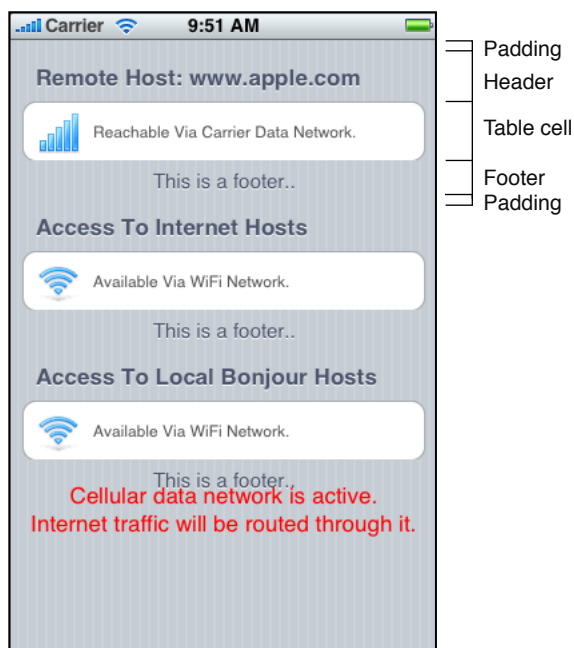 Carrier 9:51 AM
Padding
Remote Host: www.apple.com
Header
Reachable Via Carrier Data Network.
Table cell
This is a footer..
Footer
Padding
Access To Internet Hosts
Available Via WiFi Network.
This is a footer..
Access To Local Bonjour Hosts
Available Via WiFi Network.
This is a footer..
Cellular data network is active.
Internet traffic will be routed through it.